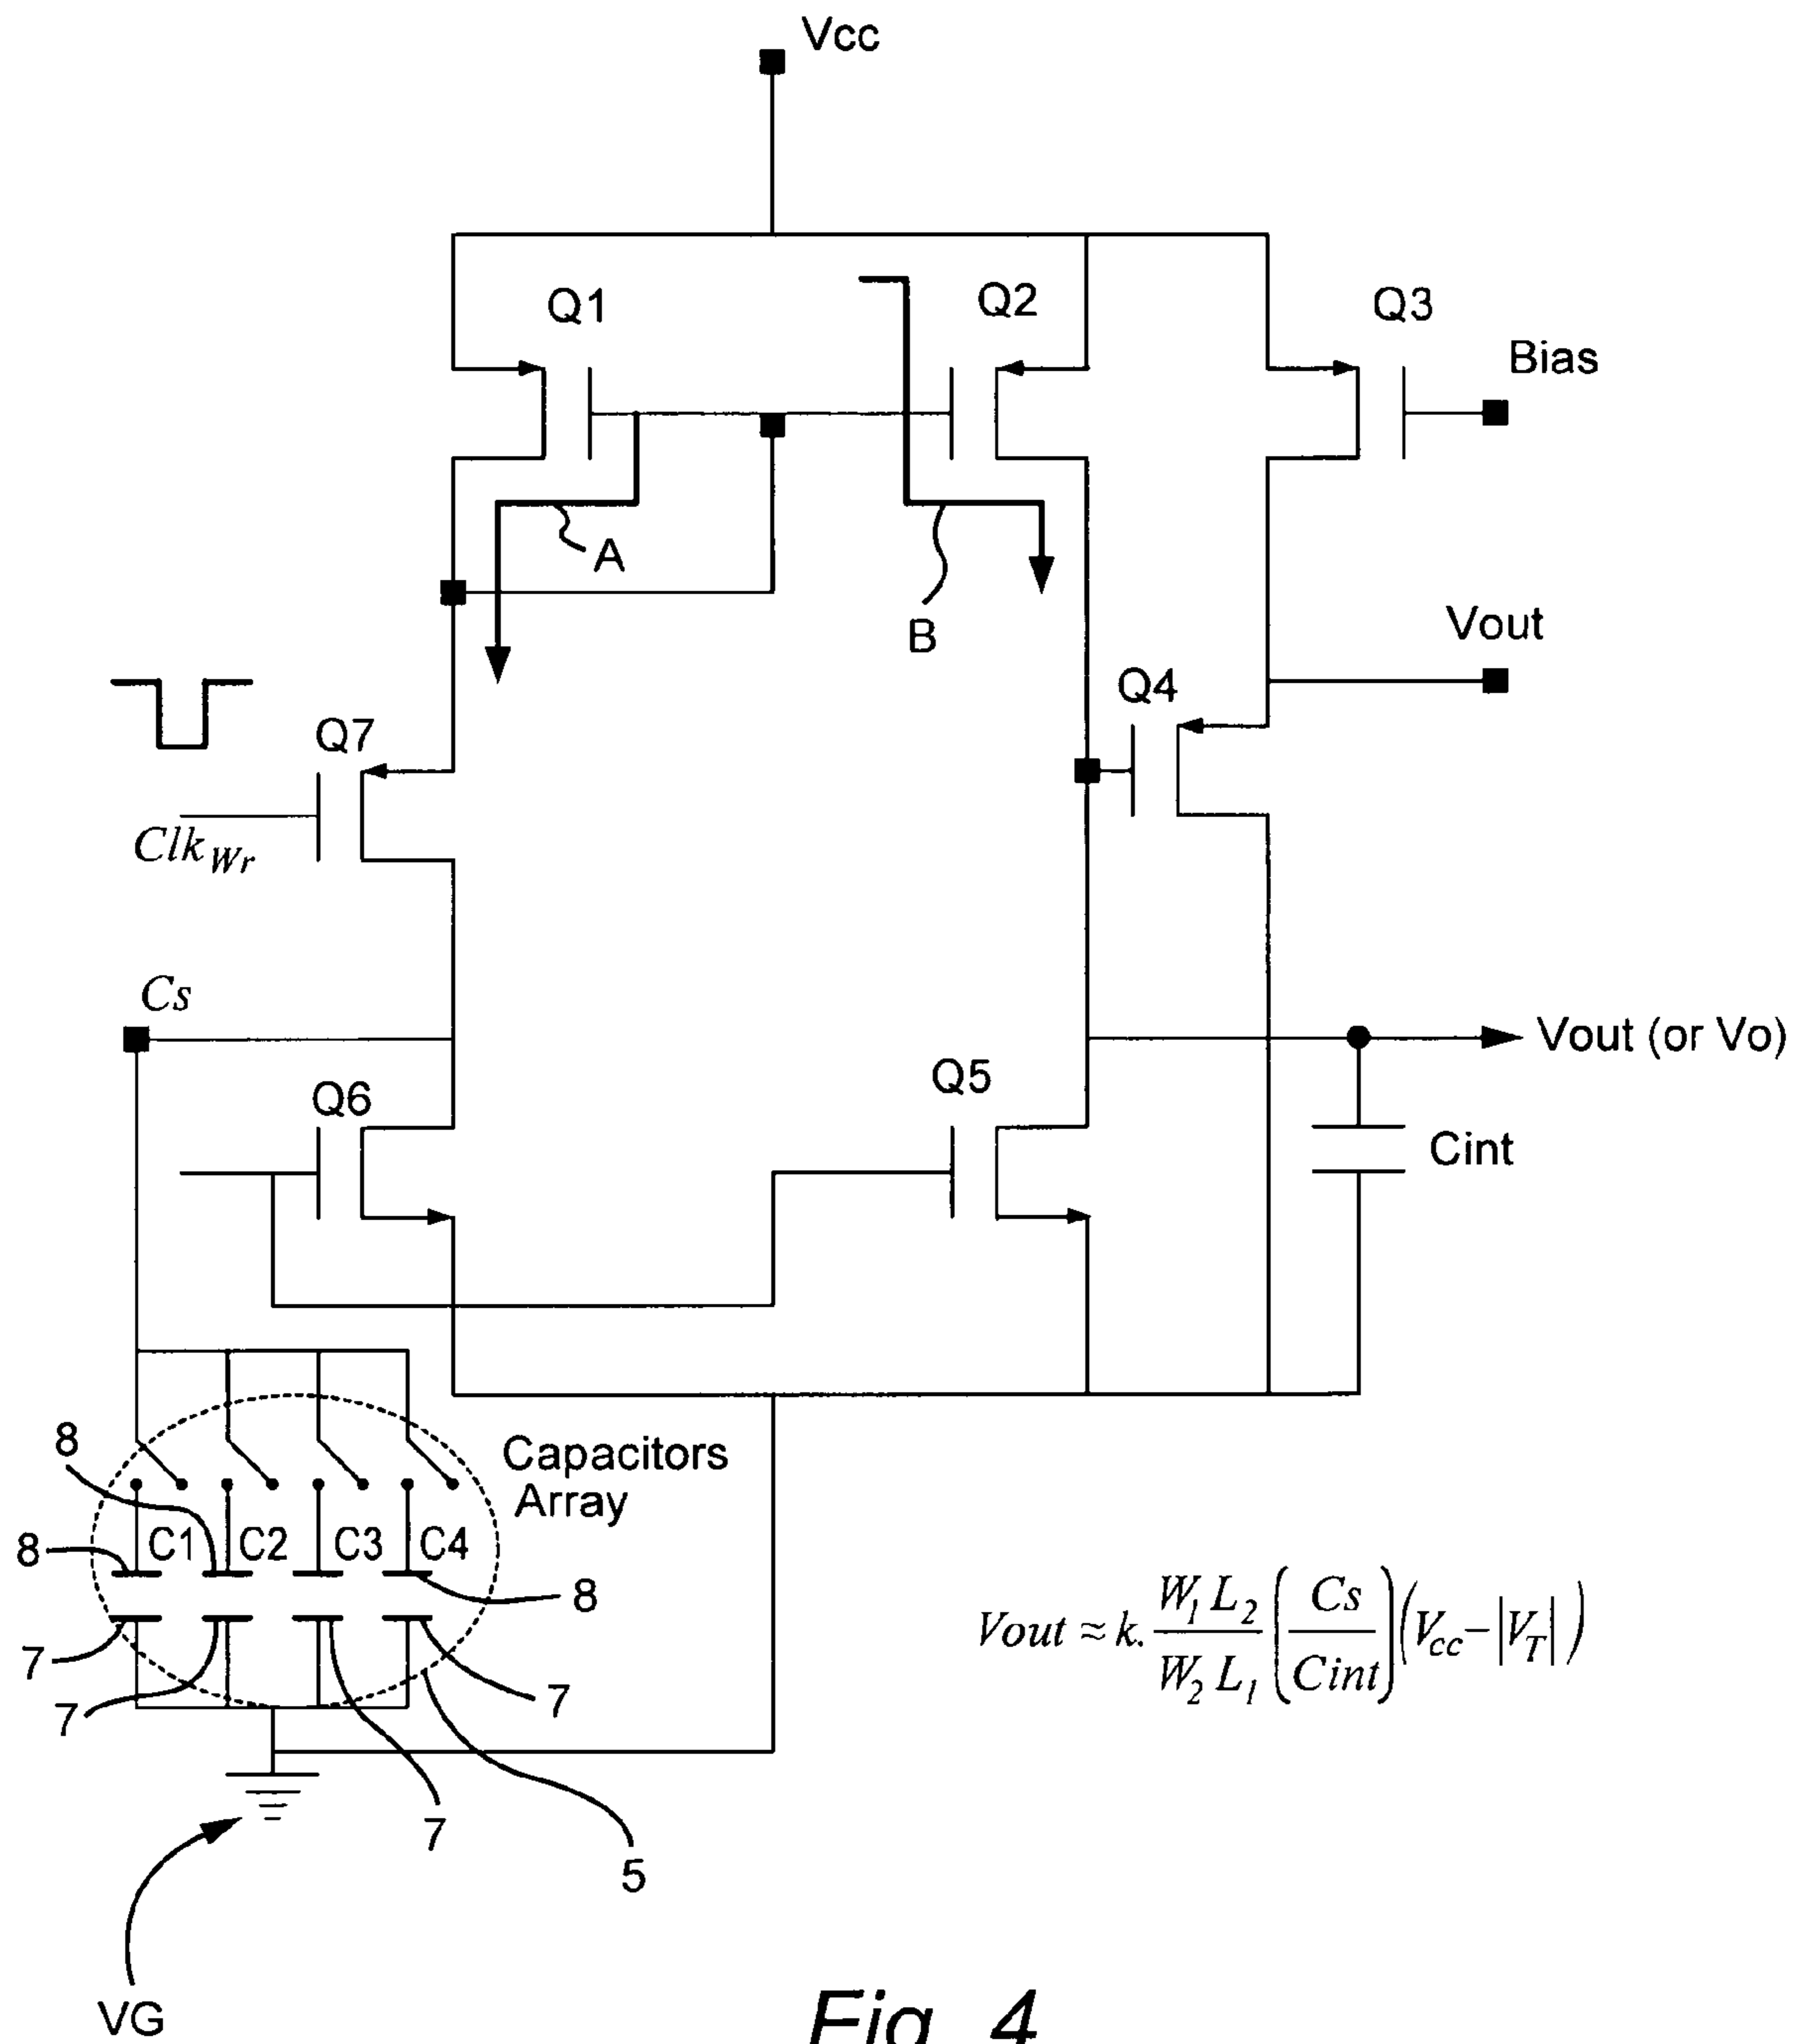 Vcc
Q1
Q2
Q3
Bias
A
B
Vout
Q4
Q7
Clk Wr
Cs
Vout (or Vo)
Q6
Q5
Cint
8
Capacitors
Array
8
C1
C2
C3
C4
8
7
7
7
7
5
Vout ≈ k. W1 L2 / W2 L1 (Cs / Cint) (Vcc – |VT|)
VG
Fig. 4